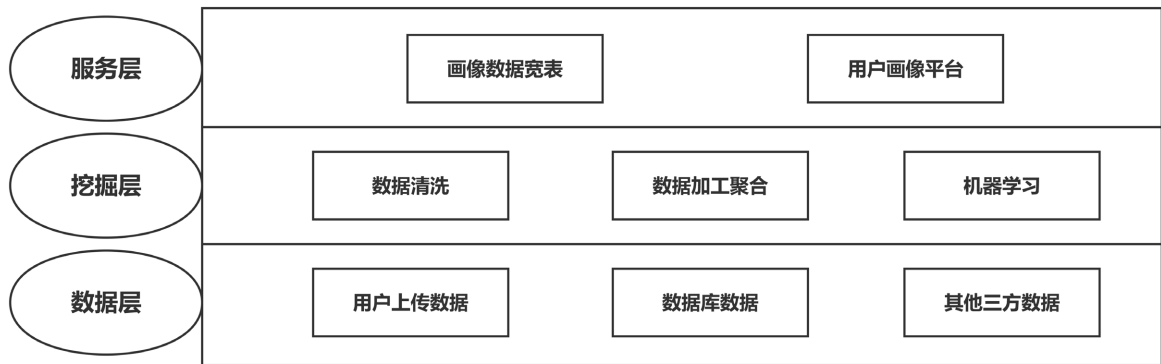 服务层
画像数据宽表
用户画像平台
挖掘层
数据清洗
数据加工聚合
机器学习
数据层
用户上传数据
数据库数据
其他三方数据